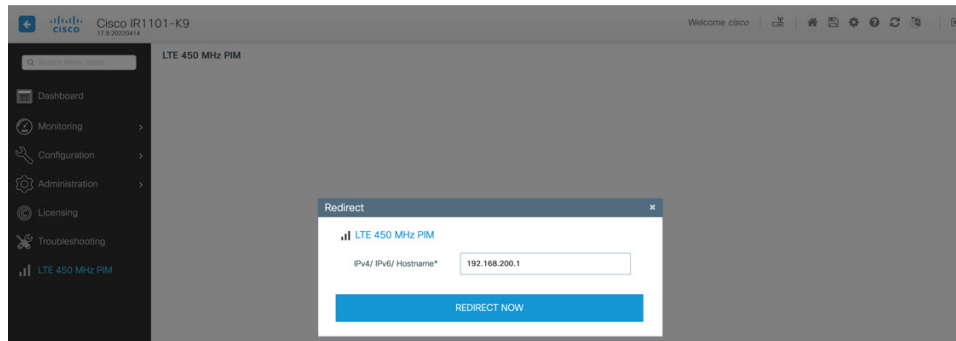 CISCO
Cisco IR1101-K9
17.9.20220414
Welcome cisco
Search Menu Items
LTE 450 MHz PIM
Dashboard
Monitoring
Configuration
Administration
Licensing
Troubleshooting
LTE 450 MHz PIM
Redirect
LTE 450 MHz PIM
IPv4/ IPv6/ Hostname*
192.168.200.1
REDIRECT NOW